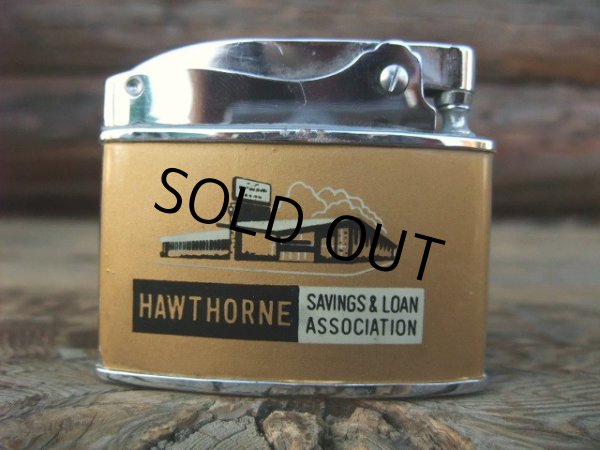 SOLD OUT
HAWTHORNE SAVINGS & LOAN
ASSOCIATION